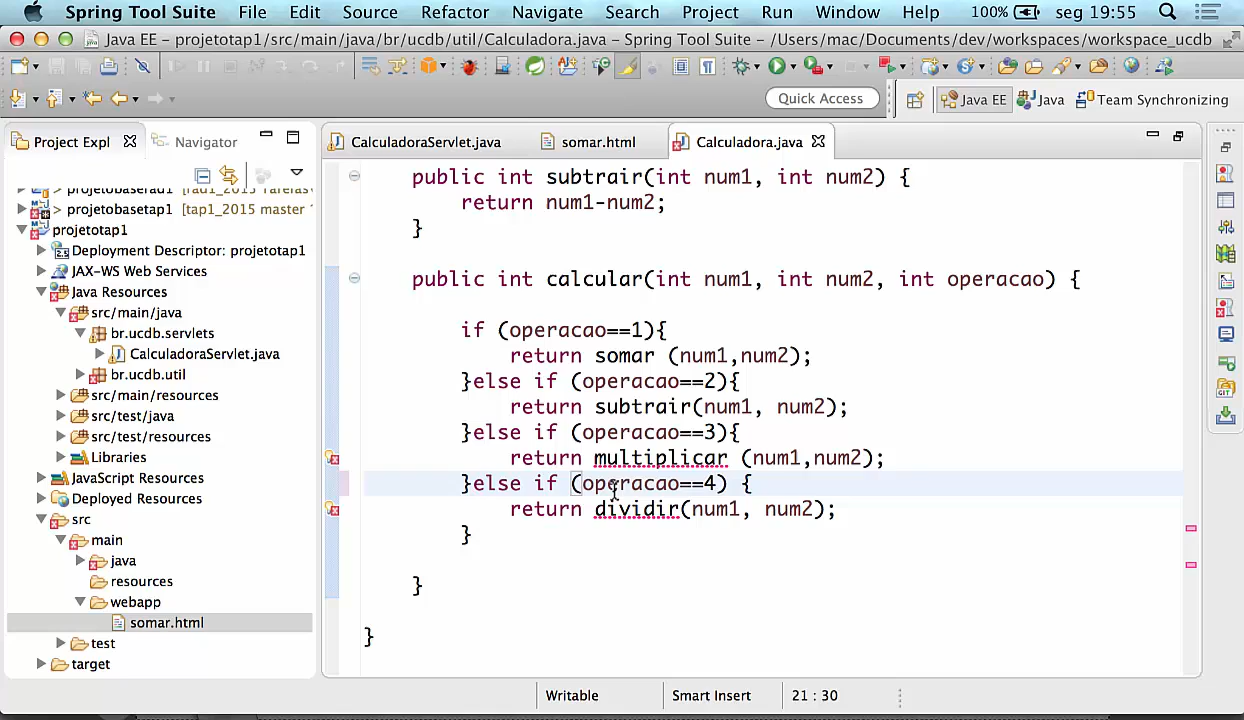 Spring Tool Suite File Edit Source Refactor Navigate Search Project Run Window Help 100% seg 19:55
Java EE – projetotap1/src/main/java/br/ucdb/util/Calculadora.java – Spring Tool Suite – /Users/mac/Documents/dev/workspaces/workspace_ucdb
Quick Access Java EE Java Team Synchronizing
Project Expl Navigator
CalculadoraServlet.java somar.html Calculadora.java
> projetobaserad1 [rad1_2015 rafael
> projetobasetap1 [tap1_2015 master
projetotap1
Deployment Descriptor: projetotap1
JAX-WS Web Services
Java Resources
src/main/java
br.ucdb.servlets
CalculadoraServlet.java
br.ucdb.util
src/main/resources
src/test/java
src/test/resources
Libraries
JavaScript Resources
Deployed Resources
src
main
java
resources
webapp
somar.html
test
target
public int subtrair(int num1, int num2) {
return num1-num2;
}
public int calcular(int num1, int num2, int operacao) {
if (operacao==1){
return somar (num1,num2);
}else if (operacao==2){
return subtrair(num1, num2);
}else if (operacao==3){
return multiplicar (num1,num2);
}else if (operacao==4) {
return dividir(num1, num2);
}
}
}
Writable Smart Insert 21 : 30